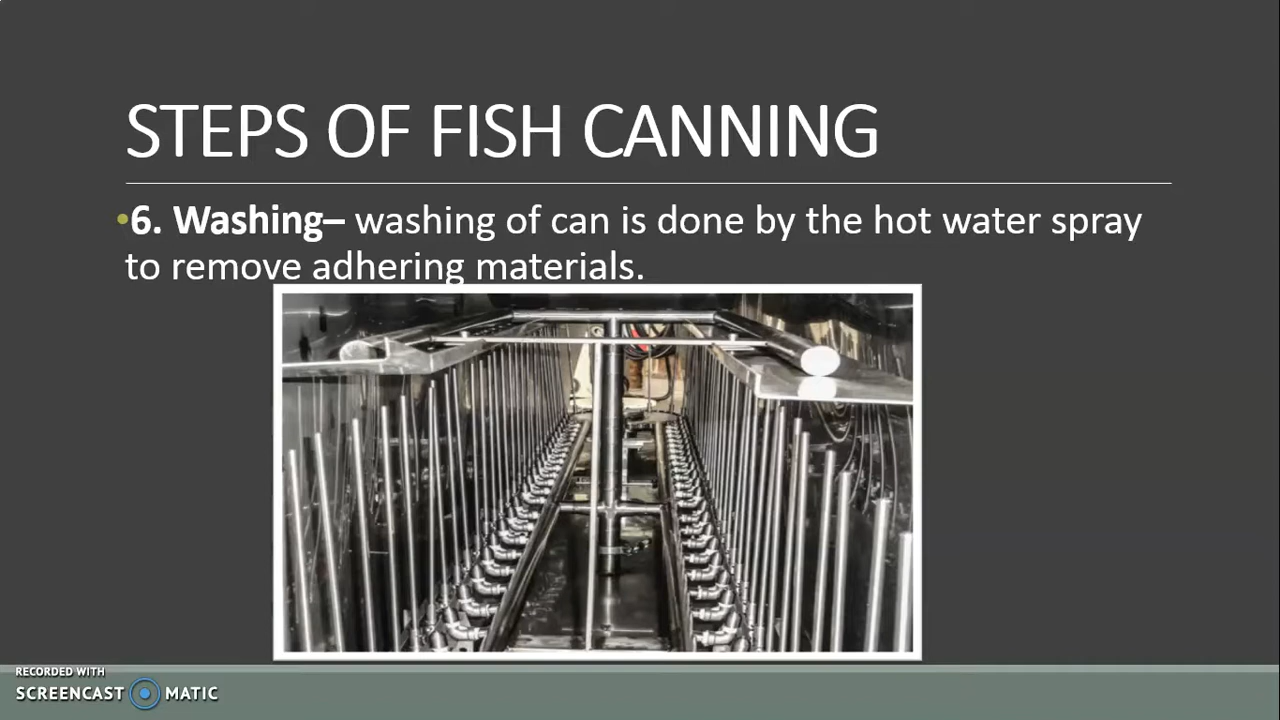 STEPS OF FISH CANNING
•6. Washing– washing of can is done by the hot water spray
to remove adhering materials.
RECORDED WITH
SCREENCAST MATIC